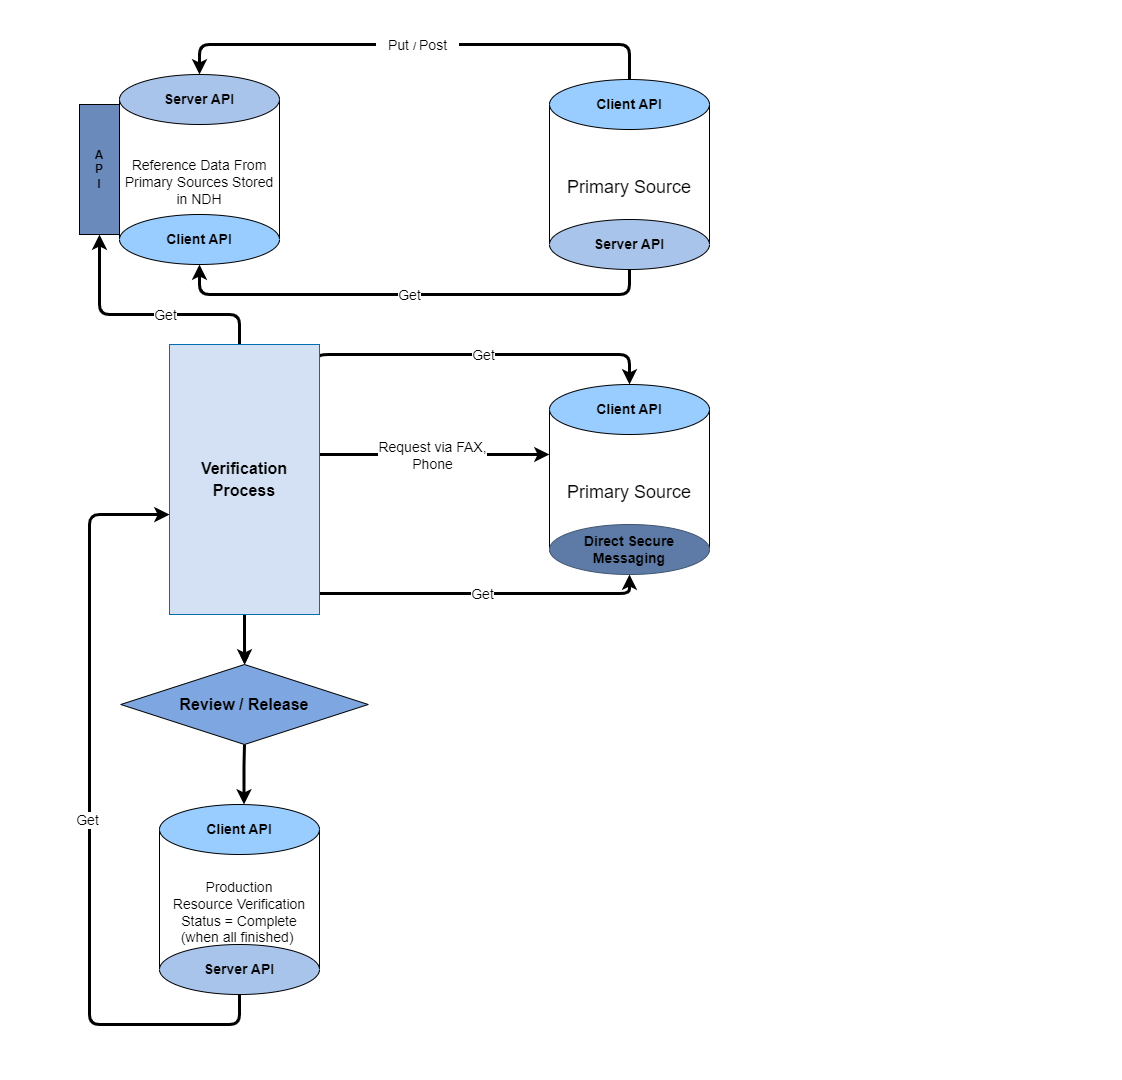 Put / Post
Server API
Client API
A
P
I
Reference Data From
Primary Sources Stored
in NDH
Primary Source
Client API
Server API
Get
Get
Get
Client API
Request via FAX,
Phone
Verification
Process
Primary Source
Direct Secure
Messaging
Get
Review / Release
Get
Client API
Production
Resource Verification
Status = Complete
(when all finished)
Server API